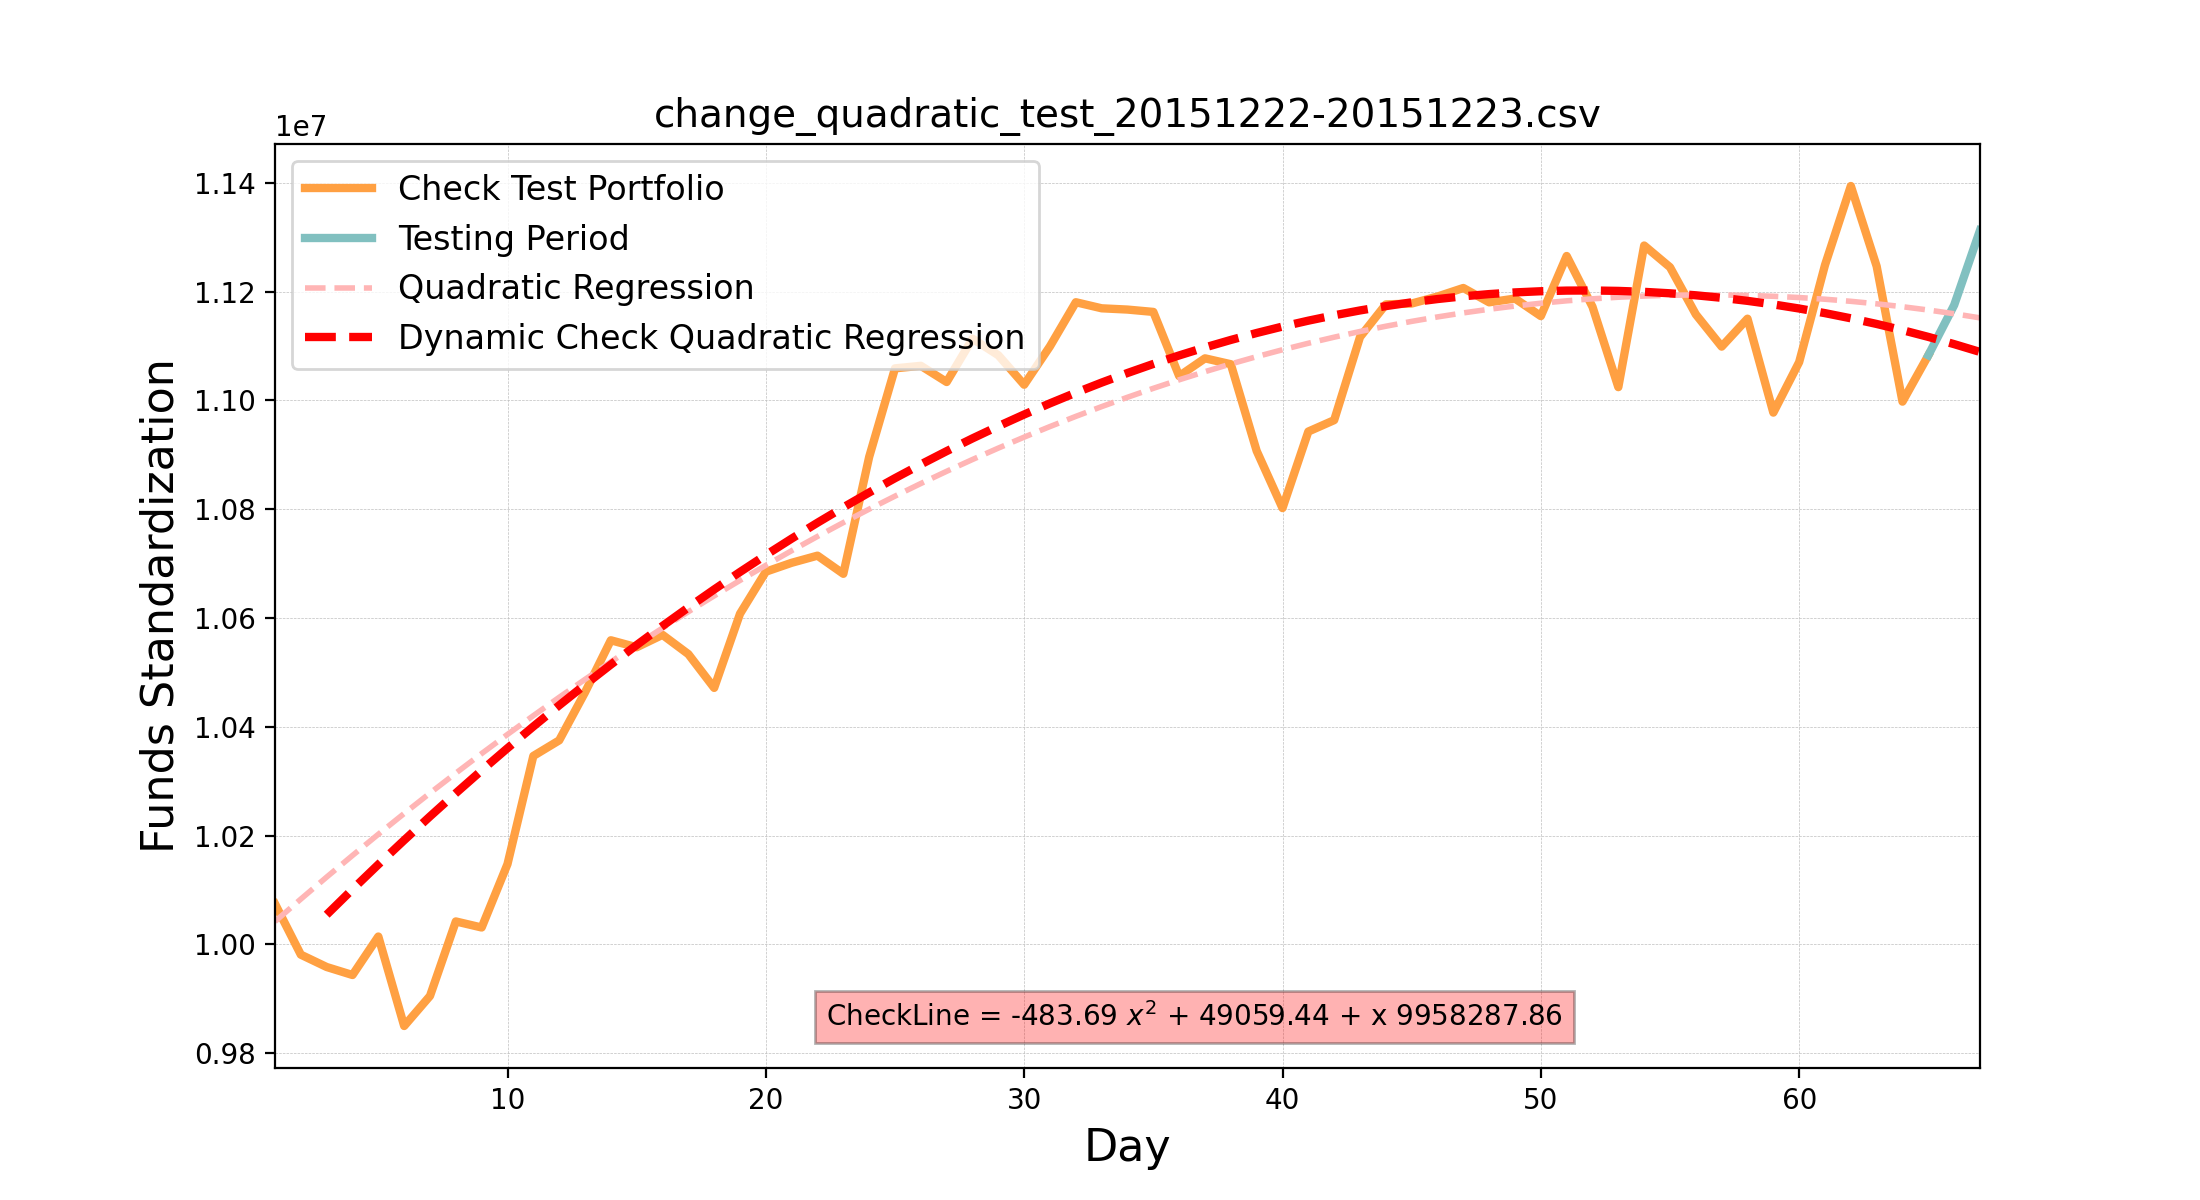 change_quadratic_test_20151222-20151223.csv
1e7
Check Test Portfolio
Testing Period
Quadratic Regression
Dynamic Check Quadratic Regression
1.14
1.12
1.10
1.08
1.06
1.04
1.02
1.00
0.98
Funds Standardization
CheckLine = -483.69 x² + 49059.44 + x 9958287.86
10 20 30 40 50 60
Day